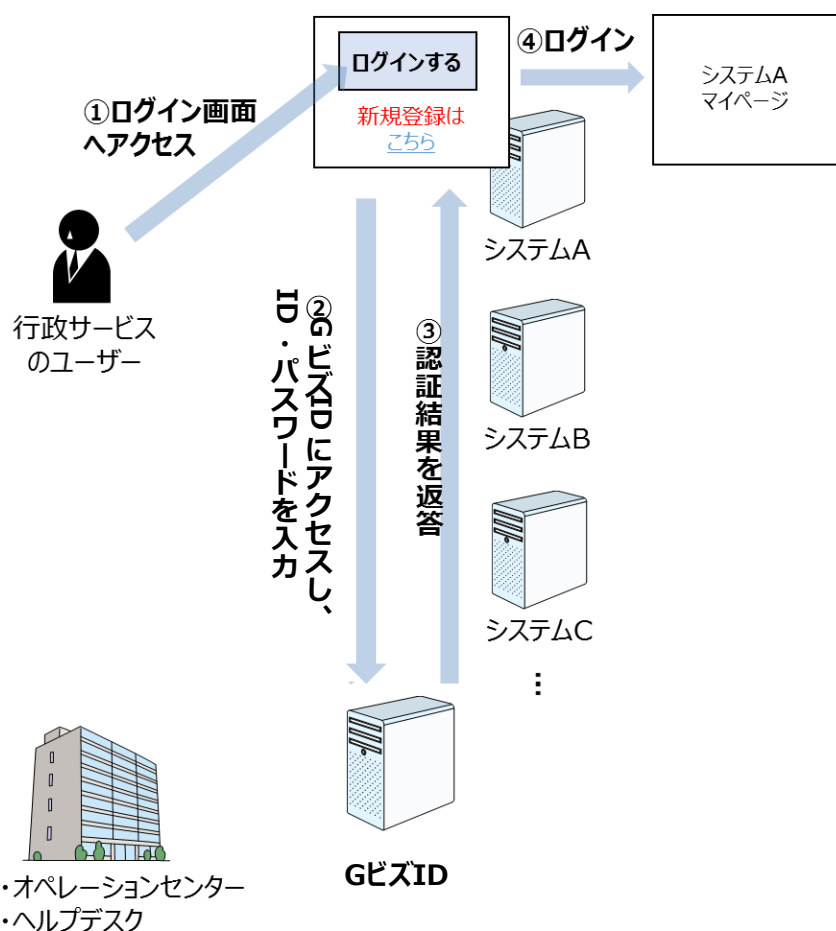 ログインする
新規登録は
こちら
④ログイン
システムA
マイページ
①ログイン画面
へアクセス
システムA
行政サービス
のユーザー
②GビズIDにアクセスし、
ID・パスワードを入力
③認証結果を返答
システムB
システムC
…
GビズID
・オペレーションセンター
・ヘルプデスク